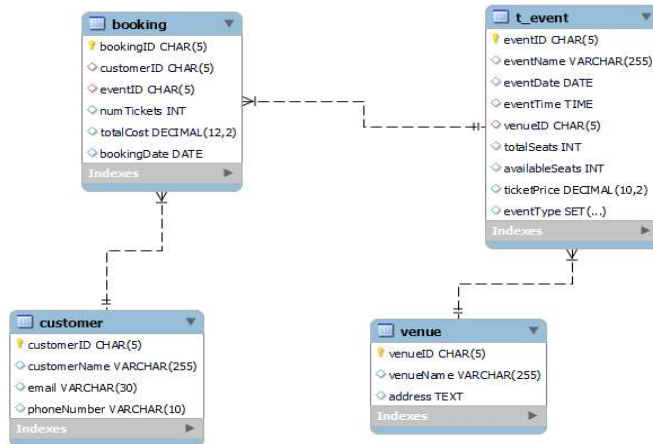 booking
bookingID CHAR(5)
customerID CHAR(5)
eventID CHAR(5)
numTickets INT
totalCost DECIMAL(12,2)
bookingDate DATE
Indexes
t_event
eventID CHAR(5)
eventName VARCHAR(255)
eventDate DATE
eventTime TIME
venueID CHAR(5)
totalSeats INT
availableSeats INT
ticketPrice DECIMAL(10,2)
eventType SET(...)
Indexes
customer
customerID CHAR(5)
customerName VARCHAR(255)
email VARCHAR(30)
phoneNumber VARCHAR(10)
Indexes
venue
venueID CHAR(5)
venueName VARCHAR(255)
address TEXT
Indexes